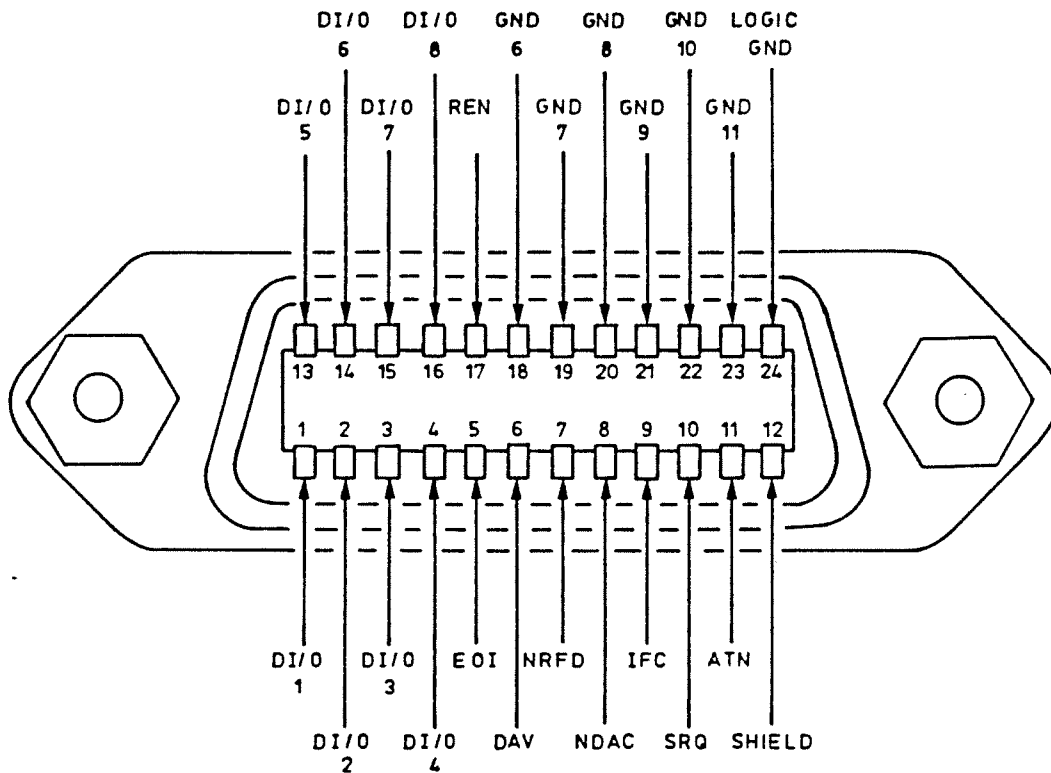 DI/O DI/O GND GND GND LOGIC
6 8 6 8 10 GND
DI/O DI/O REN GND GND GND
5 7 7 9 11
13 14 15 16 17 18 19 20 21 22 23 24
1 2 3 4 5 6 7 8 9 10 11 12
DI/O DI/O EOI NRFD IFC ATN
1 3
DI/O DI/O DAV NDAC SRQ SHIELD
2 4